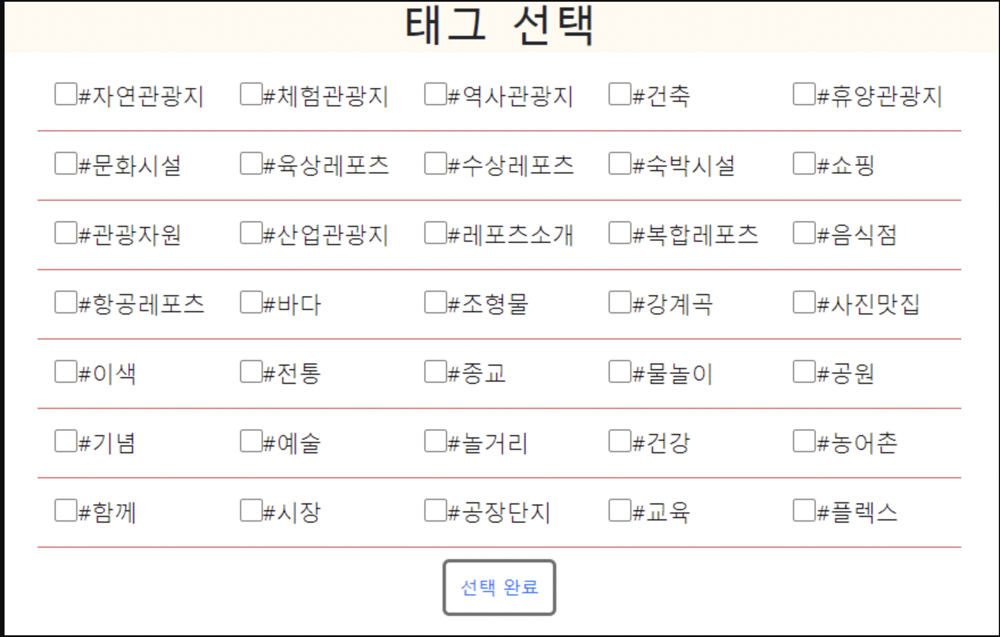 태그 선택
#자연관광지 #체험관광지 #역사관광지 #건축 #휴양관광지
#문화시설 #육상레포츠 #수상레포츠 #숙박시설 #쇼핑
#관광자원 #산업관광지 #레포츠소개 #복합레포츠 #음식점
#항공레포츠 #바다 #조형물 #강계곡 #사진맛집
#이색 #전통 #종교 #물놀이 #공원
#기념 #예술 #놀거리 #건강 #농어촌
#함께 #시장 #공장단지 #교육 #플렉스
선택 완료